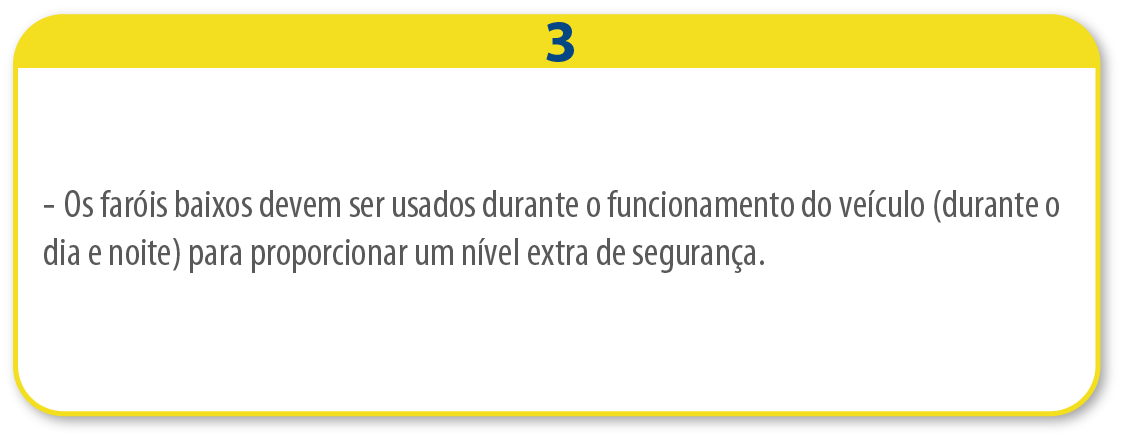 3
- Os faróis baixos devem ser usados durante o funcionamento do veículo (durante o
dia e noite) para proporcionar um nível extra de segurança.